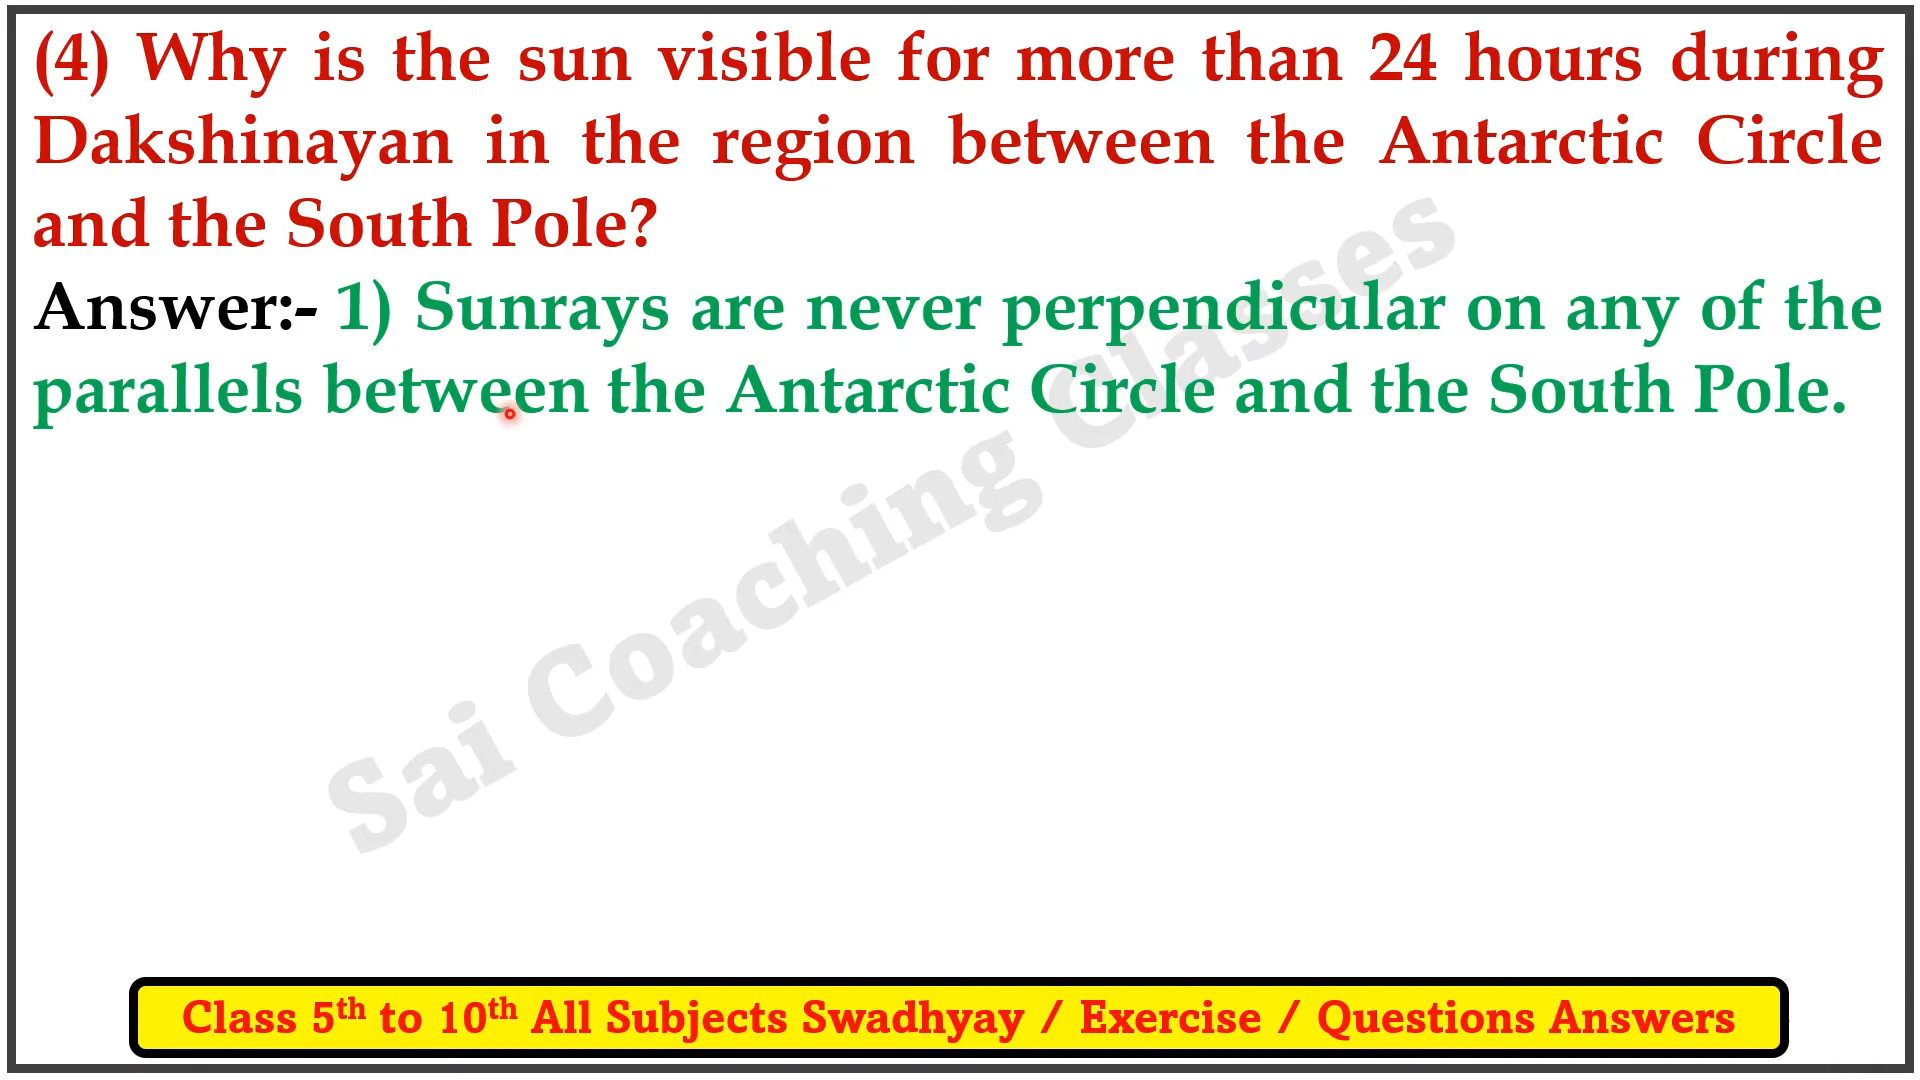 (4) Why is the sun visible for more than 24 hours during
Dakshinayan in the region between the Antarctic Circle
and the South Pole?
Answer:- 1) Sunrays are never perpendicular on any of the
parallels between the Antarctic Circle and the South Pole.
Sai Coaching Classes
Class 5th to 10th All Subjects Swadhyay / Exercise / Questions Answers